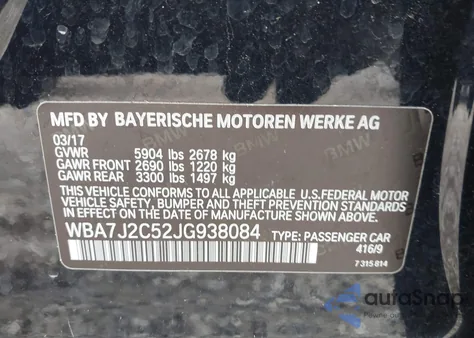 MFD BY BAYERISCHE MOTOREN WERKE AG
03/17
GVWR 5904 lbs 2678 kg
GAWR FRONT 2690 lbs 1220 kg
GAWR REAR 3300 lbs 1497 kg
THIS VEHICLE CONFORMS TO ALL APPLICABLE U.S.FEDERAL MOTOR
VEHICLE SAFETY, BUMPER AND THEFT PREVENTION STANDARDS
IN EFFECT ON THE DATE OF MANUFACTURE SHOWN ABOVE.
WBA7J2C52JG938084 TYPE: PASSENGER CAR
416/9
7 315 814
BMW
autoSnap